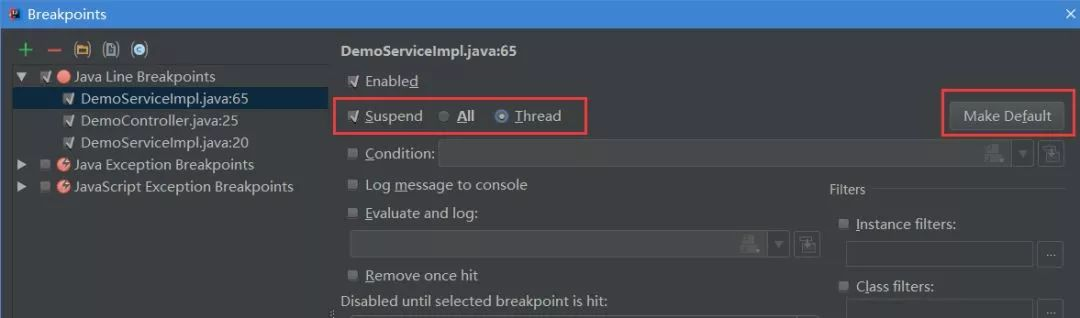 Breakpoints
DemoServiceImpl.java:65
Java Line Breakpoints
DemoServiceImpl.java:65
DemoController.java:25
DemoServiceImpl.java:20
Java Exception Breakpoints
JavaScript Exception Breakpoints
Enabled
Suspend All Thread
Make Default
Condition:
Log message to console
Evaluate and log:
Remove once hit
Disabled until selected breakpoint is hit:
Filters
Instance filters:
...
Class filters:
...